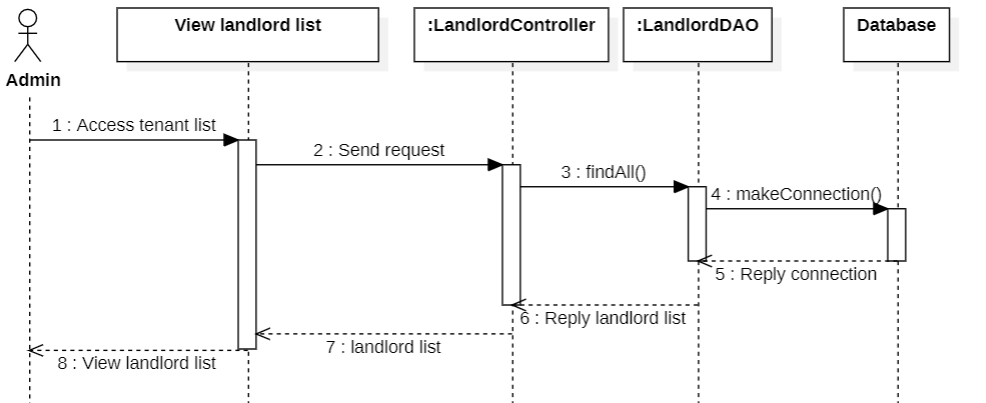 View landlord list
:LandlordController
:LandlordDAO
Database
Admin
1 : Access tenant list
2 : Send request
3 : findAll()
4 : makeConnection()
5 : Reply connection
6 : Reply landlord list
7 : landlord list
8 : View landlord list